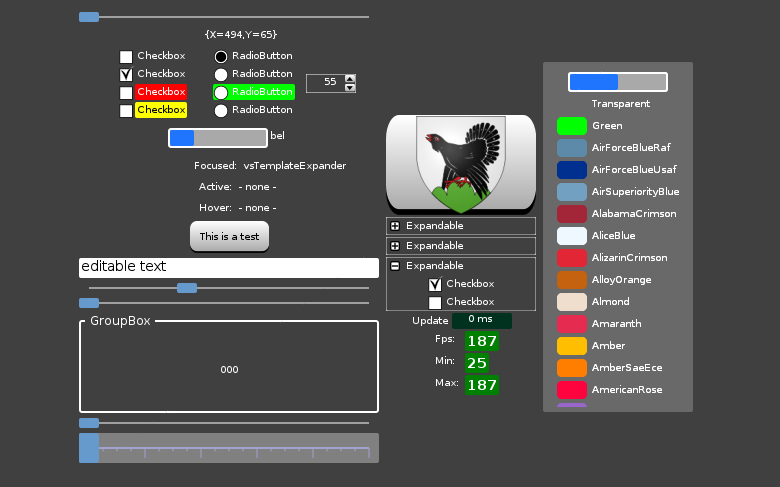 {X=494,Y=65}
Checkbox
Checkbox
Checkbox
Checkbox
RadioButton
RadioButton
RadioButton
RadioButton
55
bel
Focused: vsTemplateExpander
Active: - none -
Hover: - none -
This is a test
editable text
GroupBox
000
Expandable
Expandable
Expandable
Checkbox
Checkbox
Update 0 ms
Fps: 187
Min: 25
Max: 187
Transparent
Green
AirForceBlueRaf
AirForceBlueUsaf
AirSuperiorityBlue
AlabamaCrimson
AliceBlue
AlizarinCrimson
AlloyOrange
Almond
Amaranth
Amber
AmberSaeEce
AmericanRose